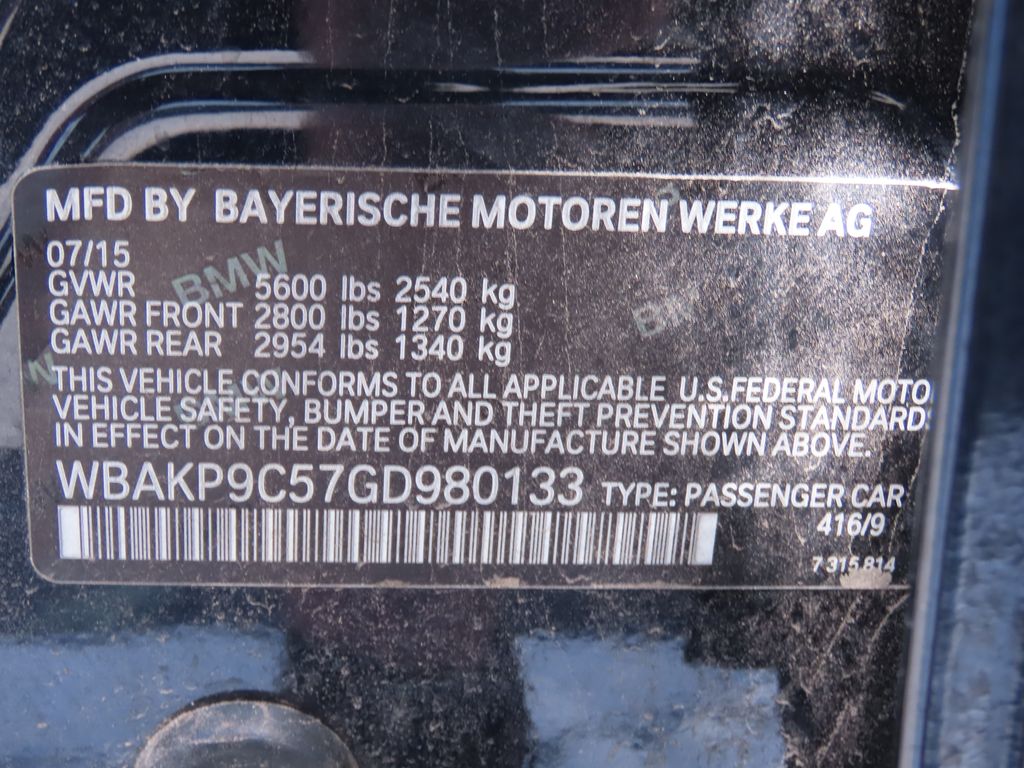 MFD BY BAYERISCHE MOTOREN WERKE AG
07/15
BMW
GVWR 5600 lbs 2540 kg
GAWR FRONT 2800 lbs 1270 kg
GAWR REAR 2954 lbs 1340 kg
THIS VEHICLE CONFORMS TO ALL APPLICABLE U.S.FEDERAL MOTO
VEHICLE SAFETY, BUMPER AND THEFT PREVENTION STANDARDS
IN EFFECT ON THE DATE OF MANUFACTURE SHOWN ABOVE.
WBAKP9C57GD980133 TYPE: PASSENGER CAR
416/9
7 315 814